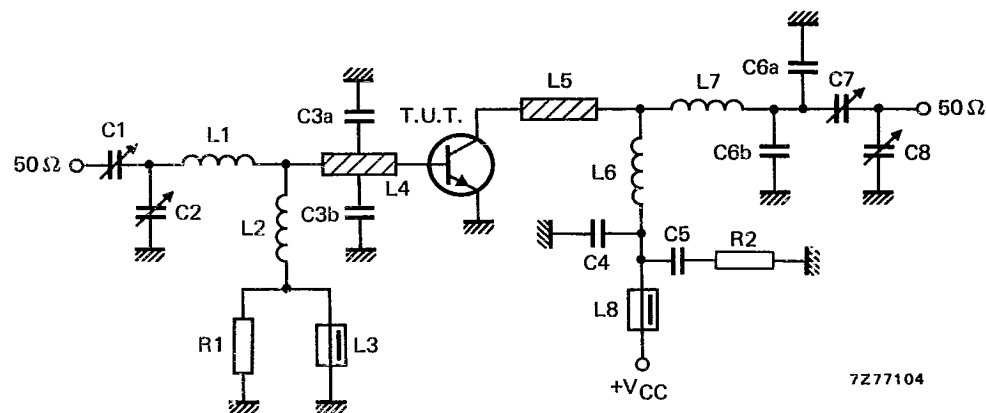 C6a
C7
50 Ω
L5
L7
C3a
T.U.T.
C1
L1
50 Ω
C6b
C8
L4
L6
C2
L2
C3b
C4
C5
R2
L8
R1
L3
+VCC
7Z77104